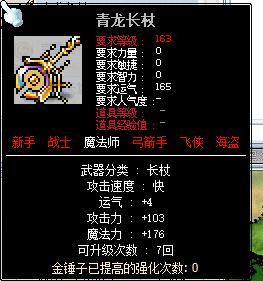 青龙长杖
要求等级 : 163
要求力量 : 0
要求敏捷 : 0
要求智力 : 0
要求运气 : 165
要求人气度 : -
道具等级 : -
道具经验值 : -
新手 战士 魔法师 弓箭手 飞侠 海盗
武器分类 : 长杖
攻击速度 : 快
运气 : +4
攻击力 : +103
魔法力 : +176
可升级次数 : 7回
金锤子已提高的强化次数: 0